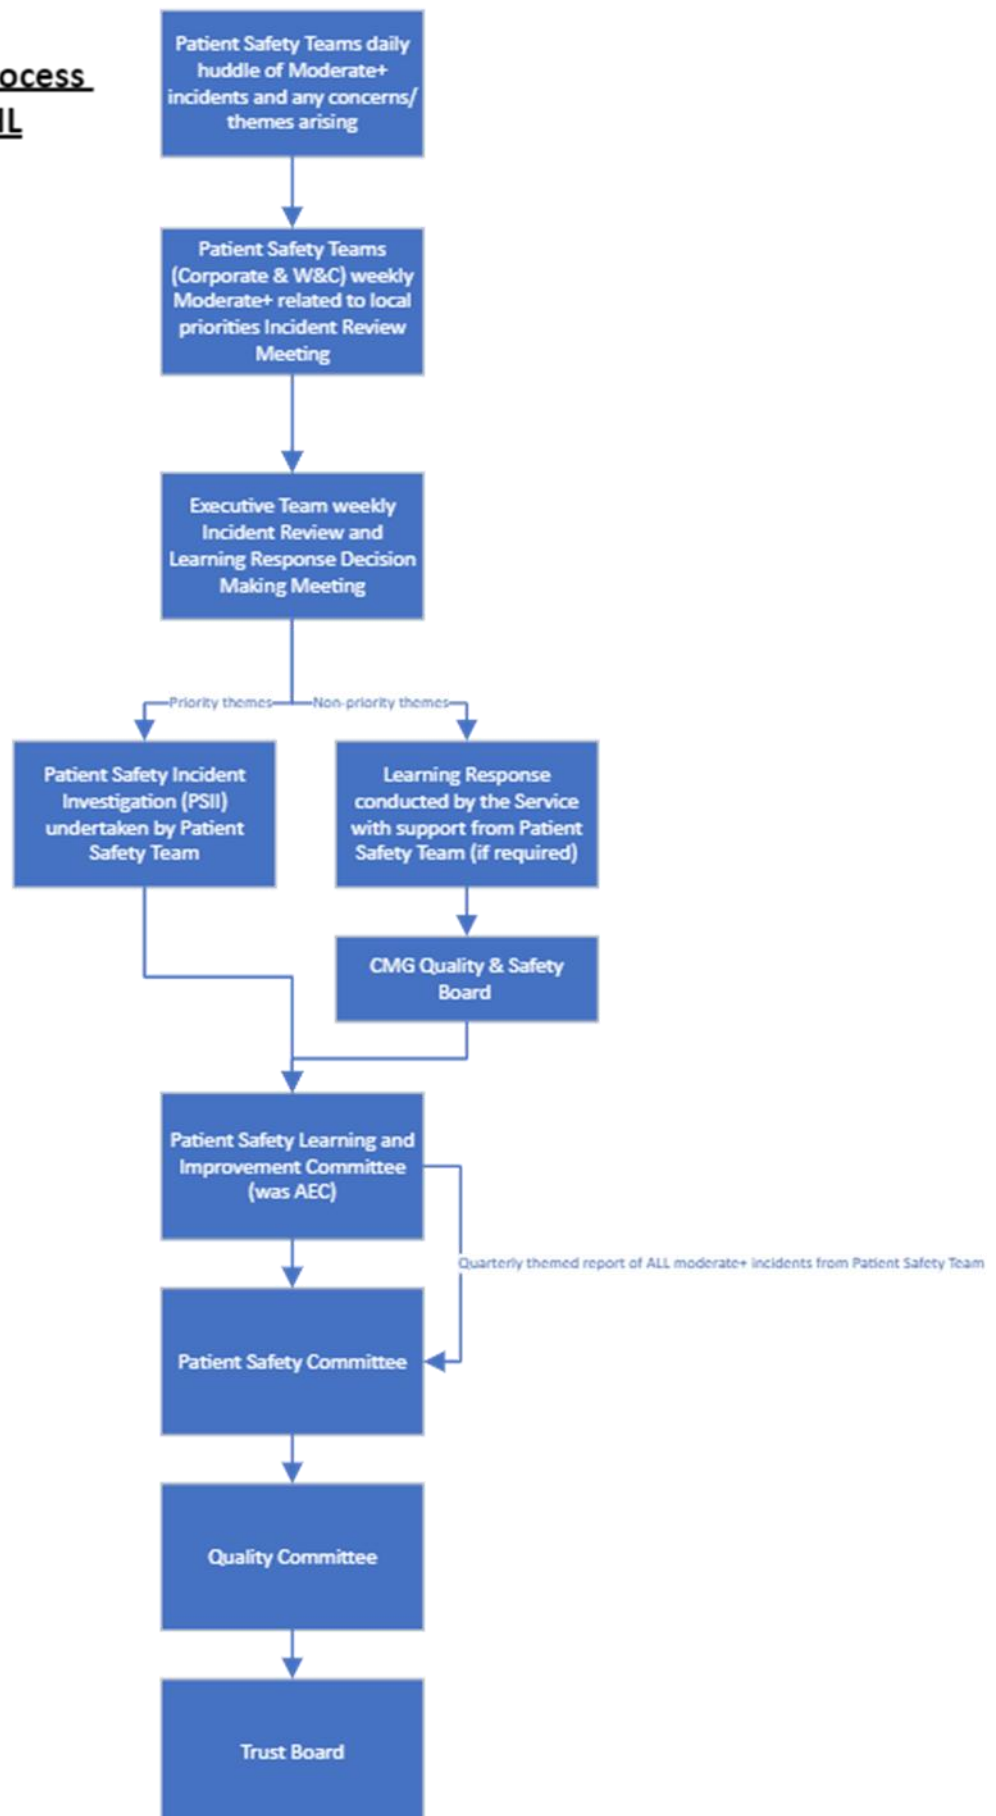 ocess
IL
Patient Safety Teams daily
huddle of Moderate+
incidents and any concerns/
themes arising
Patient Safety Teams
(Corporate & W&C) weekly
Moderate+ related to local
priorities Incident Review
Meeting
Executive Team weekly
Incident Review and
Learning Response Decision
Making Meeting
Priority themes
Non-priority themes
Patient Safety Incident
Investigation (PSII)
undertaken by Patient
Safety Team
Learning Response
conducted by the Service
with support from Patient
Safety Team (if required)
CMG Quality & Safety
Board
Patient Safety Learning and
Improvement Committee
(was AEC)
Quarterly themed report of ALL moderate+ incidents from Patient Safety Team
Patient Safety Committee
Quality Committee
Trust Board